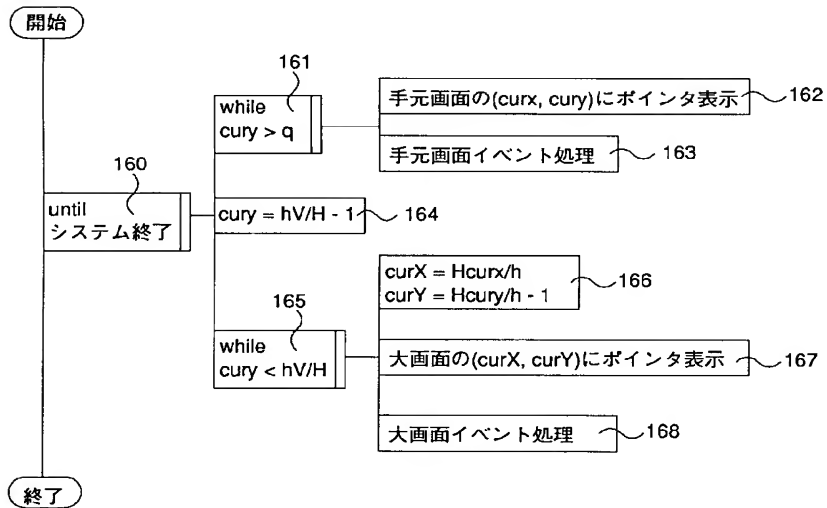 開始
160
until
システム終了
161
while
cury > q
手元画面の(curx, cury)にポインタ表示
162
手元画面イベント処理
163
cury = hV/H - 1
164
165
while
cury < hV/H
curX = Hcurx/h
curY = Hcury/h - 1
166
大画面の(curX, curY)にポインタ表示
167
大画面イベント処理
168
終了